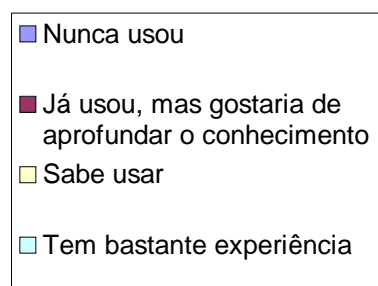 Nunca usou
Já usou, mas gostaria de
aprofundar o conhecimento
Sabe usar
Tem bastante experiência